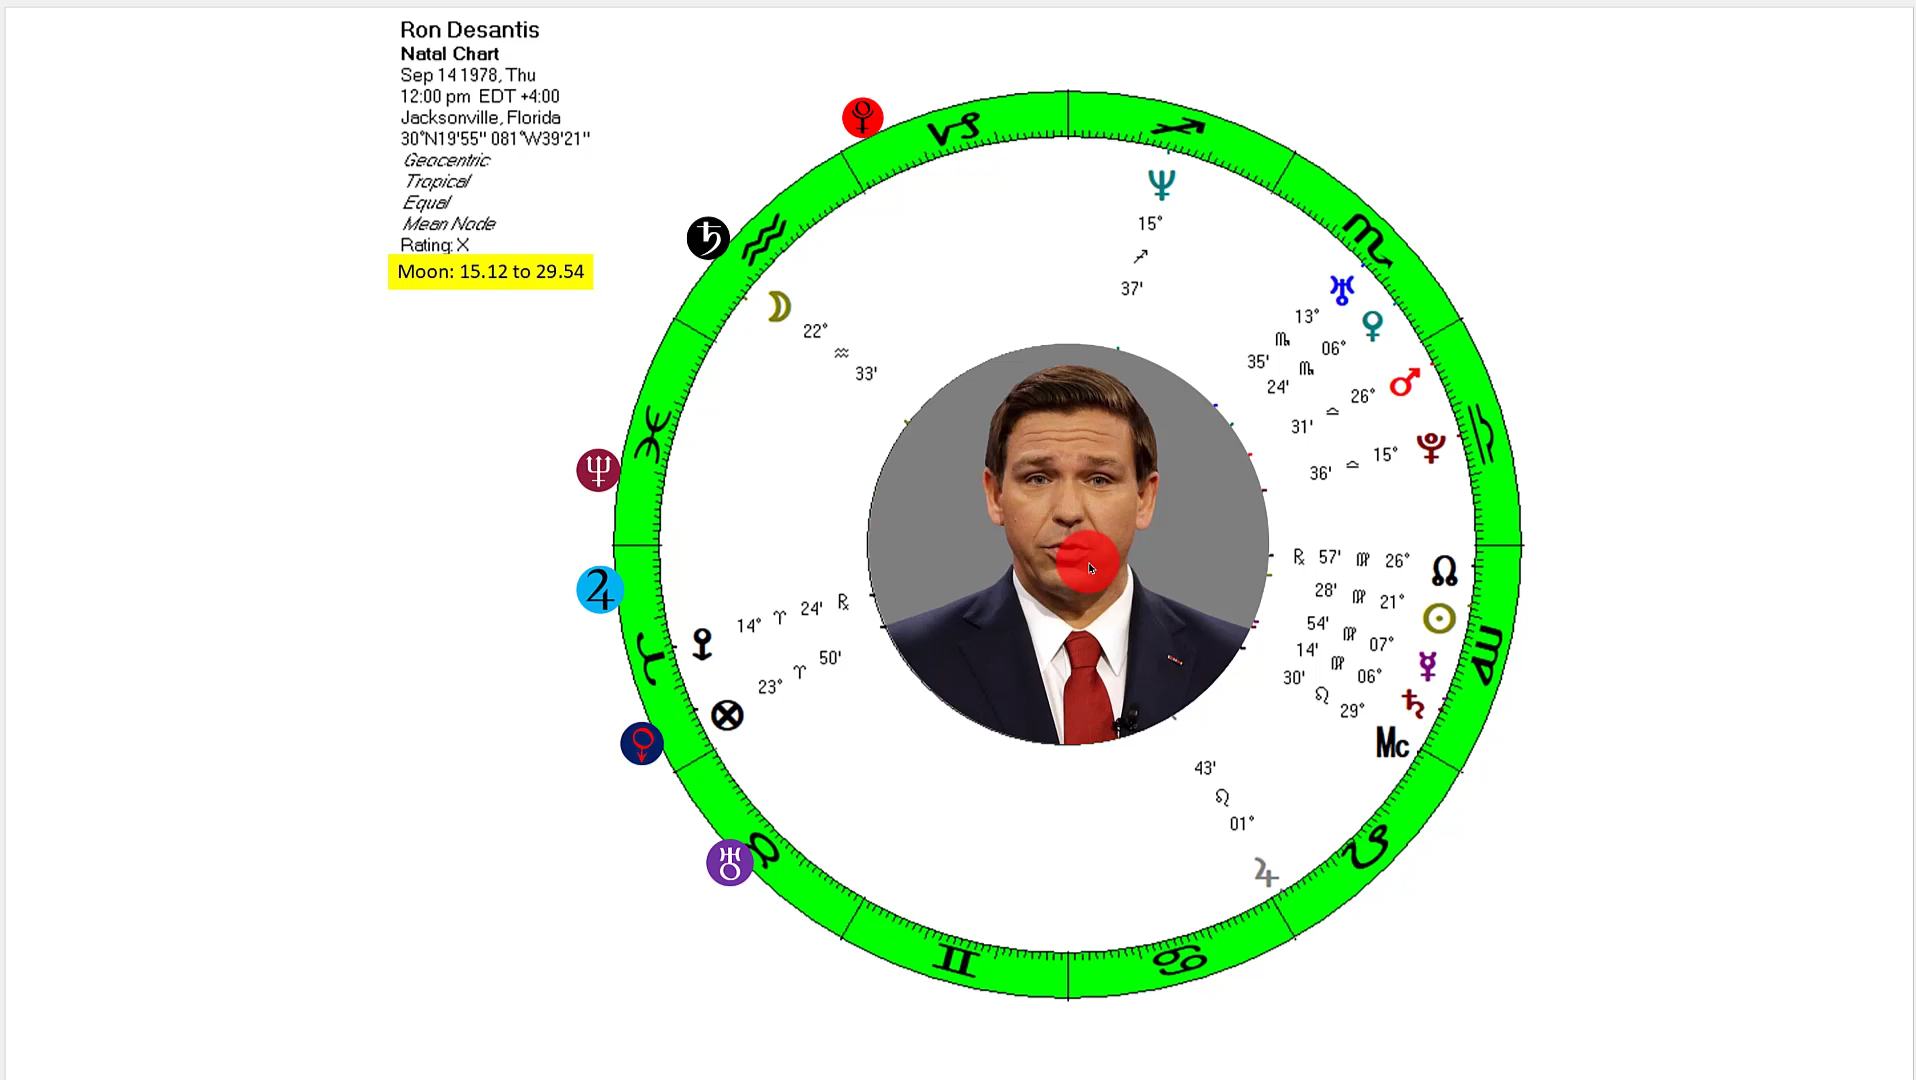 Ron Desantis
Natal Chart
Sep 14 1978, Thu
12:00 pm EDT +4:00
Jacksonville, Florida
30°N19'55" 081°W39'21"
Geocentric
Tropical
Equal
Mean Node
Rating: X
Moon: 15.12 to 29.54
♇
♑ ♐
♄ ♒
♆
15°
♐
37'
♏
☽ 22° ♒ 33'
♅ 13° ♏ 35'
♀ 06° ♏ 24'
♂ 26° ♎ 31'
♓ ♎
♇ 15° ♎ 36'
♆
℞ 57' ♍ 26° ☊
♃
28' ♍ 21° ☉
14° ♈ 24' ℞
54' ♍ 07° ☿
♈ ♍
14' ♍ 06° ♄
23° ♈ 50'
⊗
30' ♌ 29° Mc
43'
♌
01°
♃
♅ ♉ ♌
♊ ♋